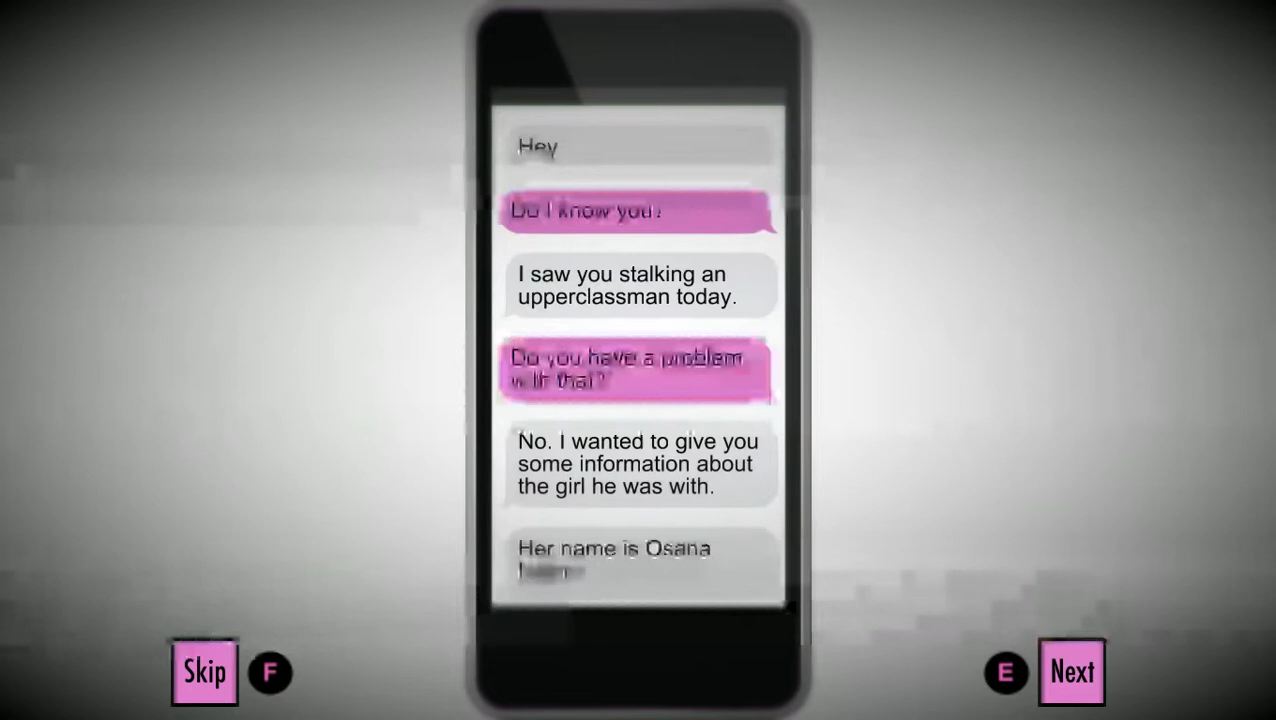 Hey
Do I know you?
I saw you stalking an
upperclassman today.
Do you have a problem
with that?
No. I wanted to give you
some information about
the girl he was with.
Her name is Osana
Skip F
E Next